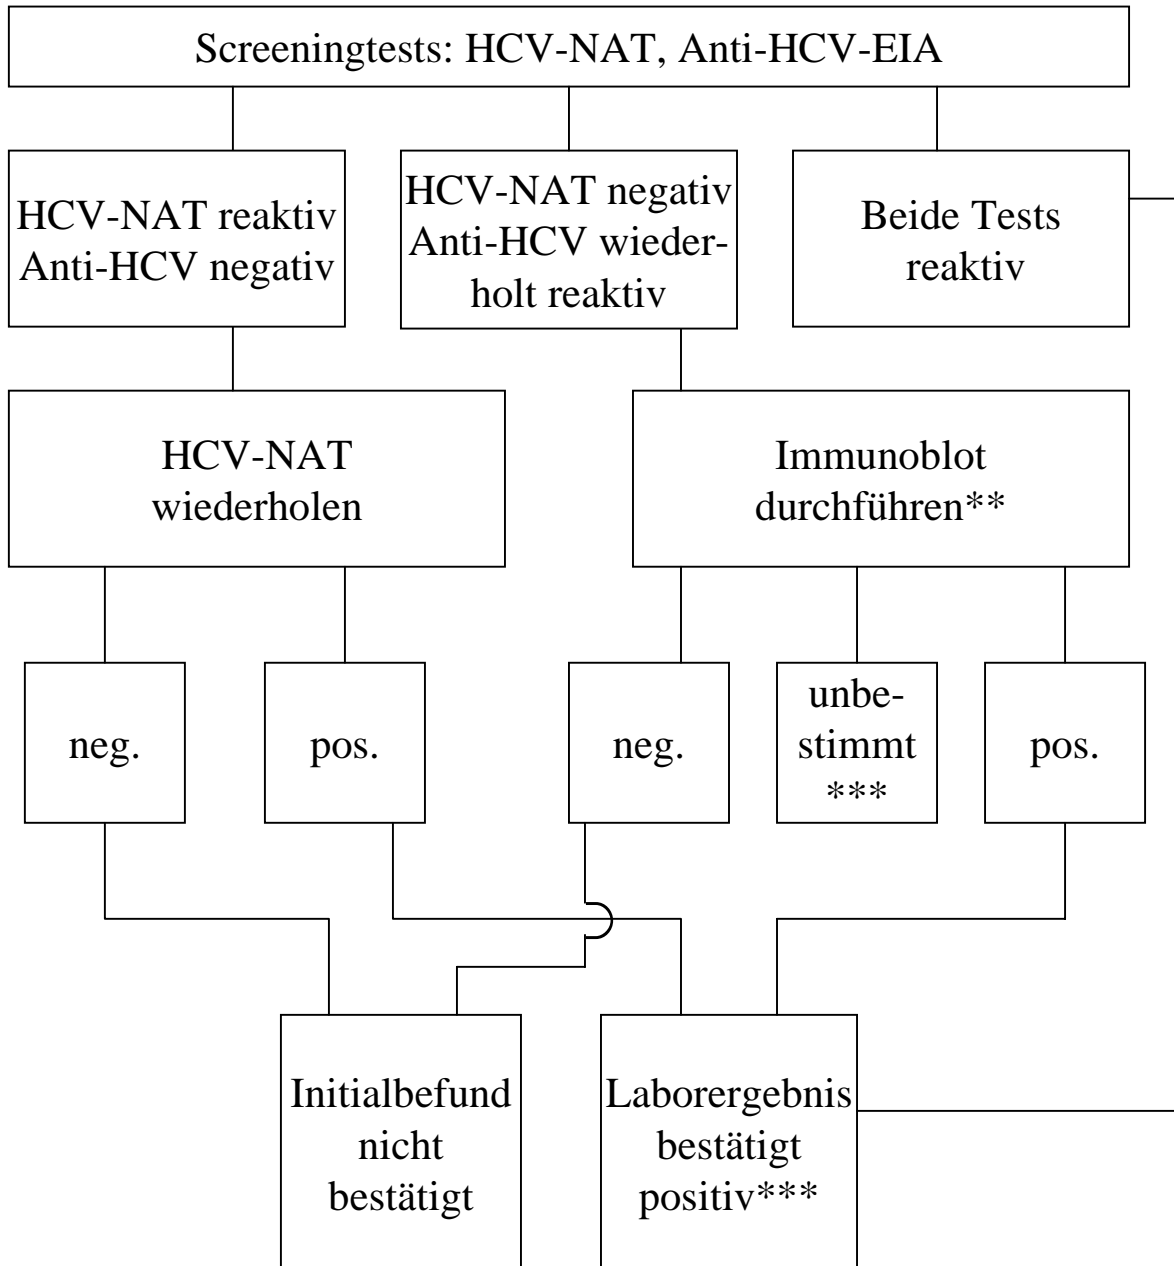 Screeningtests: HCV-NAT, Anti-HCV-EIA
HCV-NAT reaktiv
Anti-HCV negativ
HCV-NAT negativ
Anti-HCV wieder-
holt reaktiv
Beide Tests
reaktiv
HCV-NAT
wiederholen
Immunoblot
durchführen**
neg.
pos.
neg.
unbe-
stimmt
***
pos.
Initialbefund
nicht
bestätigt
Laborergebnis
bestätigt
positiv***